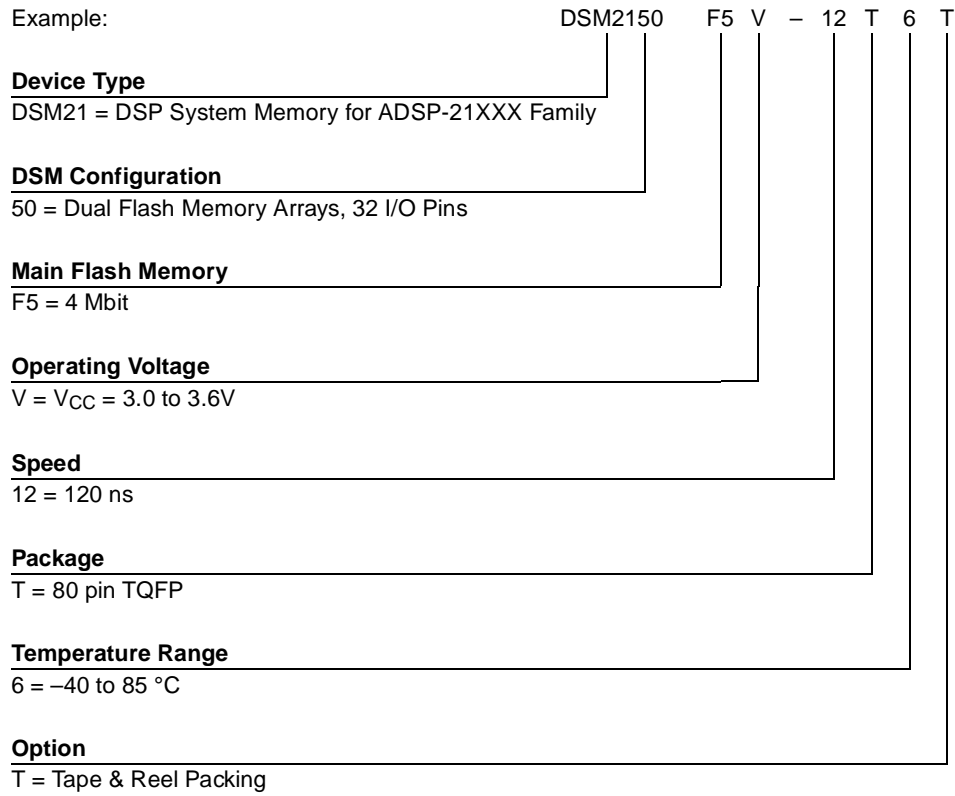 Example: DSM2150 F5 V – 12 T 6 T
Device Type
DSM21 = DSP System Memory for ADSP-21XXX Family
DSM Configuration
50 = Dual Flash Memory Arrays, 32 I/O Pins
Main Flash Memory
F5 = 4 Mbit
Operating Voltage
V = VCC = 3.0 to 3.6V
Speed
12 = 120 ns
Package
T = 80 pin TQFP
Temperature Range
6 = –40 to 85 °C
Option
T = Tape & Reel Packing